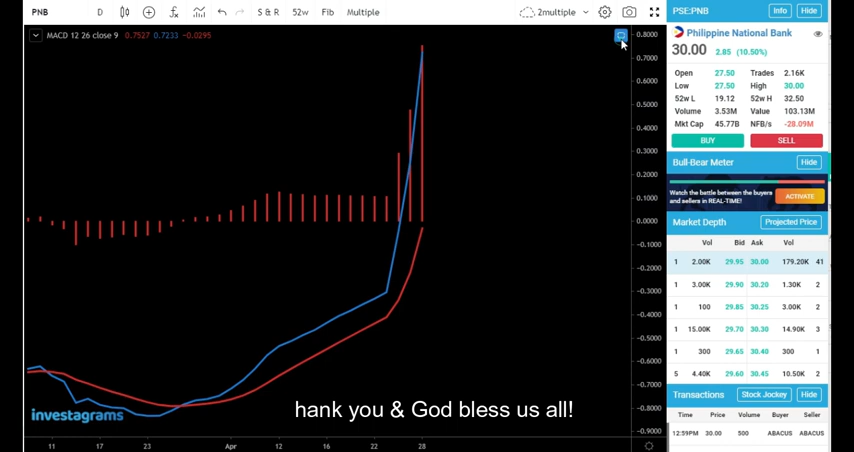 PNB D S & R 52w Fib Multiple 2multiple
MACD 12 26 close 9 0.7527 0.7233 -0.0295
0.8000
0.7000
0.6000
0.5000
0.4000
0.3000
0.2000
0.1000
0.0000
-0.1000
-0.2000
-0.3000
-0.4000
-0.5000
-0.6000
-0.7000
-0.8000
-0.9000
investagrams
hank you & God bless us all!
11 17 23 Apr 12 16 22 28
PSE:PNB Info Hide
Philippine National Bank
30.00 2.85 (10.50%)
Open 27.50 Trades 2.16K
Low 27.50 High 30.00
52w L 19.12 52w H 32.50
Volume 3.53M Value 103.13M
Mkt Cap 45.77B NFB/s -28.09M
BUY SELL
Bull-Bear Meter Hide
Watch the battle between the buyers
and sellers in REAL-TIME!
ACTIVATE
Market Depth Projected Price
Vol Bid Ask Vol
1 2.00K 29.95 30.00 179.20K 41
1 3.00K 29.90 30.20 1.30K 2
1 100 29.85 30.25 3.00K 2
1 15.00K 29.70 30.30 14.90K 3
1 300 29.65 30.40 300 1
5 4.40K 29.60 30.45 10.50K 2
Transactions Stock Jockey Hide
Time Price Volume Buyer Seller
12:59PM 30.00 500 ABACUS ABACUS